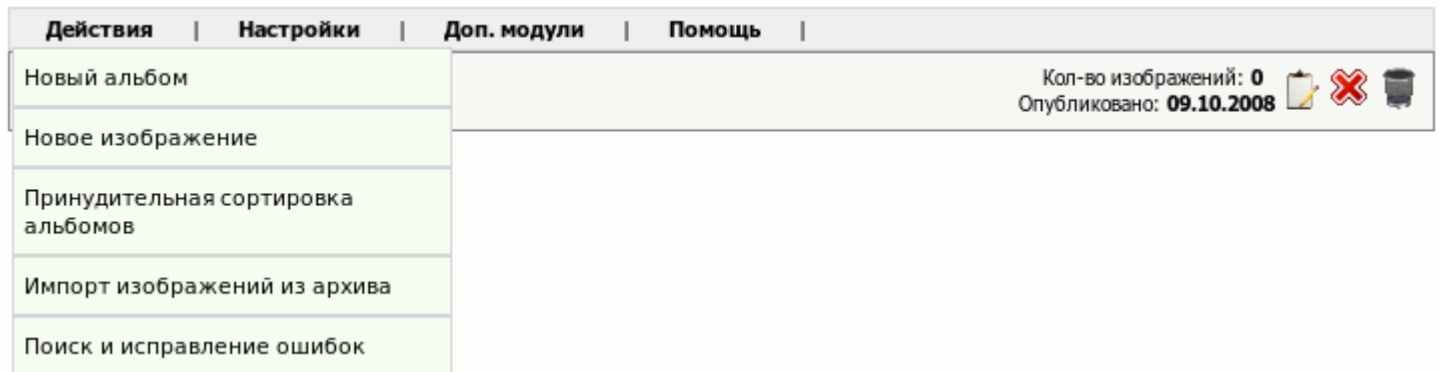 Действия | Настройки | Доп. модули | Помощь |
Кол-во изображений: 0
Опубликовано: 09.10.2008
Новый альбом
Новое изображение
Принудительная сортировка
альбомов
Импорт изображений из архива
Поиск и исправление ошибок